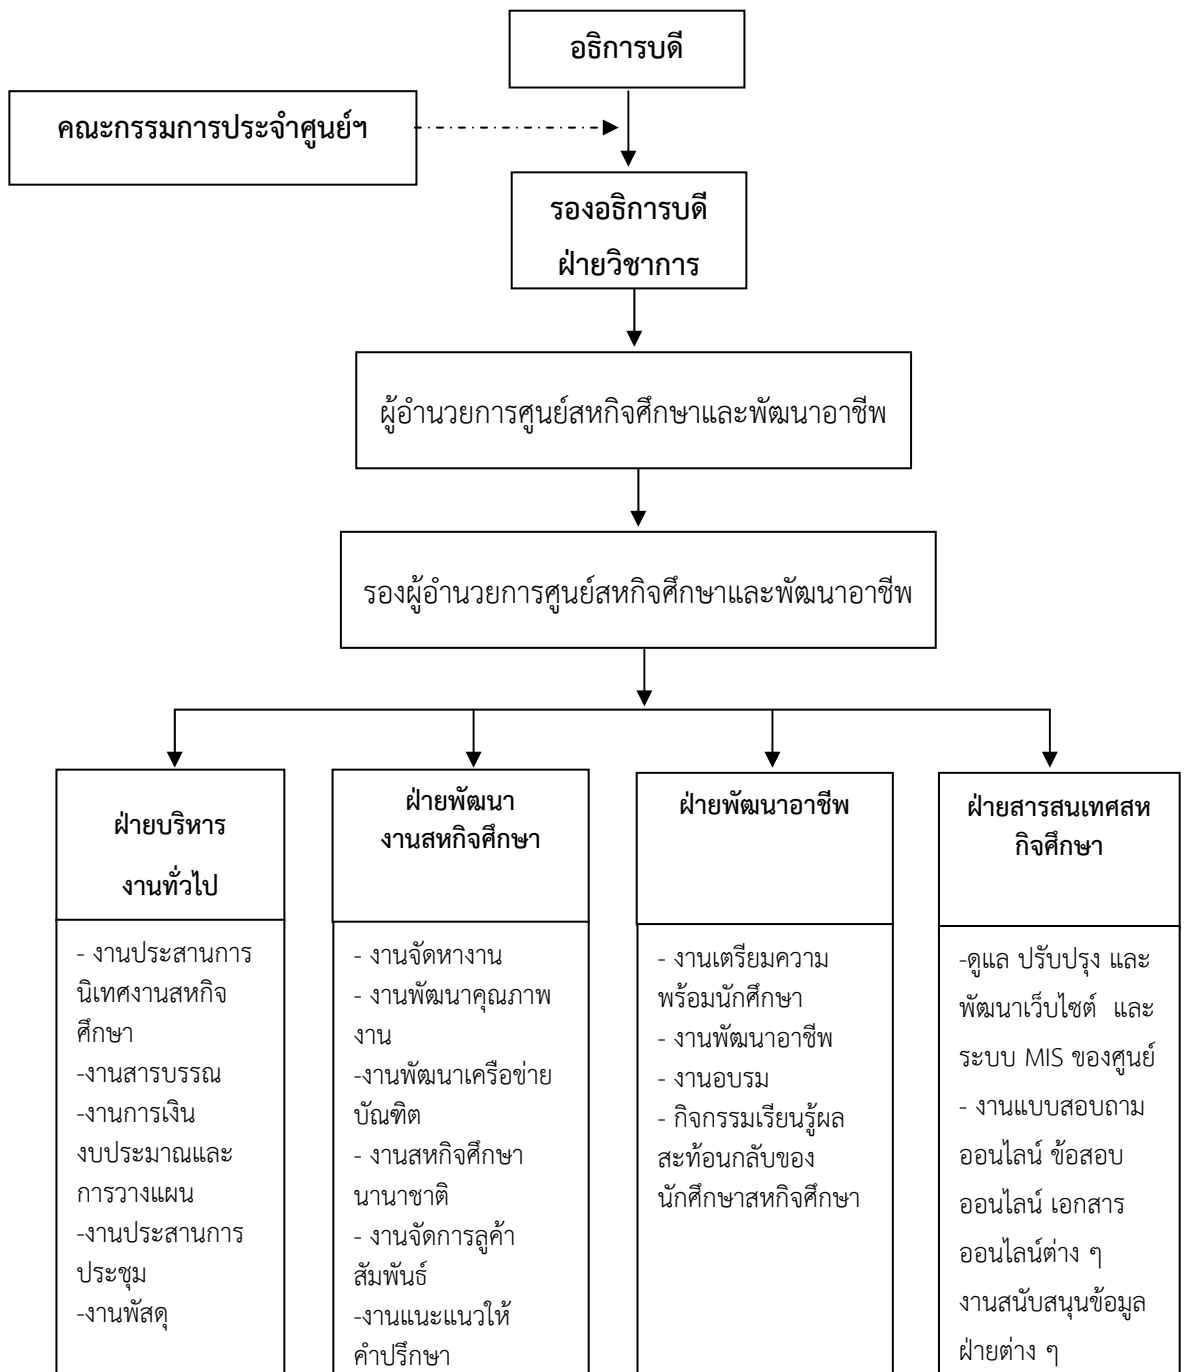 อธิการบดี
คณะกรรมการประจำศูนย์ฯ
รองอธิการบดี
ฝ่ายวิชาการ
ผู้อำนวยการศูนย์สหกิจศึกษาและพัฒนาอาชีพ
รองผู้อำนวยการศูนย์สหกิจศึกษาและพัฒนาอาชีพ
ฝ่ายบริหาร
งานทั่วไป
- งานประสานการ
นิเทศงานสหกิจ
ศึกษา
-งานสารบรรณ
-งานการเงิน
งบประมาณและ
การวางแผน
-งานประสานการ
ประชุม
-งานพัสดุ
ฝ่ายพัฒนา
งานสหกิจศึกษา
- งานจัดหางาน
- งานพัฒนาคุณภาพ
งาน
-งานพัฒนาเครือข่าย
บัณฑิต
- งานสหกิจศึกษา
นานาชาติ
- งานจัดการลูกค้า
สัมพันธ์
-งานแนะแนวให้
คำปรึกษา
ฝ่ายพัฒนาอาชีพ
- งานเตรียมความ
พร้อมนักศึกษา
- งานพัฒนาอาชีพ
- งานอบรม
- กิจกรรมเรียนรู้ผล
สะท้อนกลับของ
นักศึกษาสหกิจศึกษา
ฝ่ายสารสนเทศสห
กิจศึกษา
-ดูแล ปรับปรุง และ
พัฒนาเว็บไซต์ และ
ระบบ MIS ของศูนย์
- งานแบบสอบถาม
ออนไลน์ ข้อสอบ
ออนไลน์ เอกสาร
ออนไลน์ต่าง ๆ
งานสนับสนุนข้อมูล
ฝ่ายต่าง ๆ